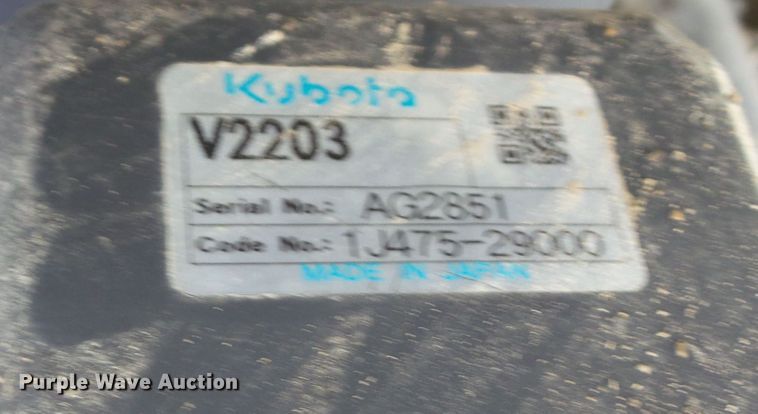 Kubota
V2203
Serial No.: AG2851
Code No.: 1J475-29000
MADE IN JAPAN
Purple Wave Auction